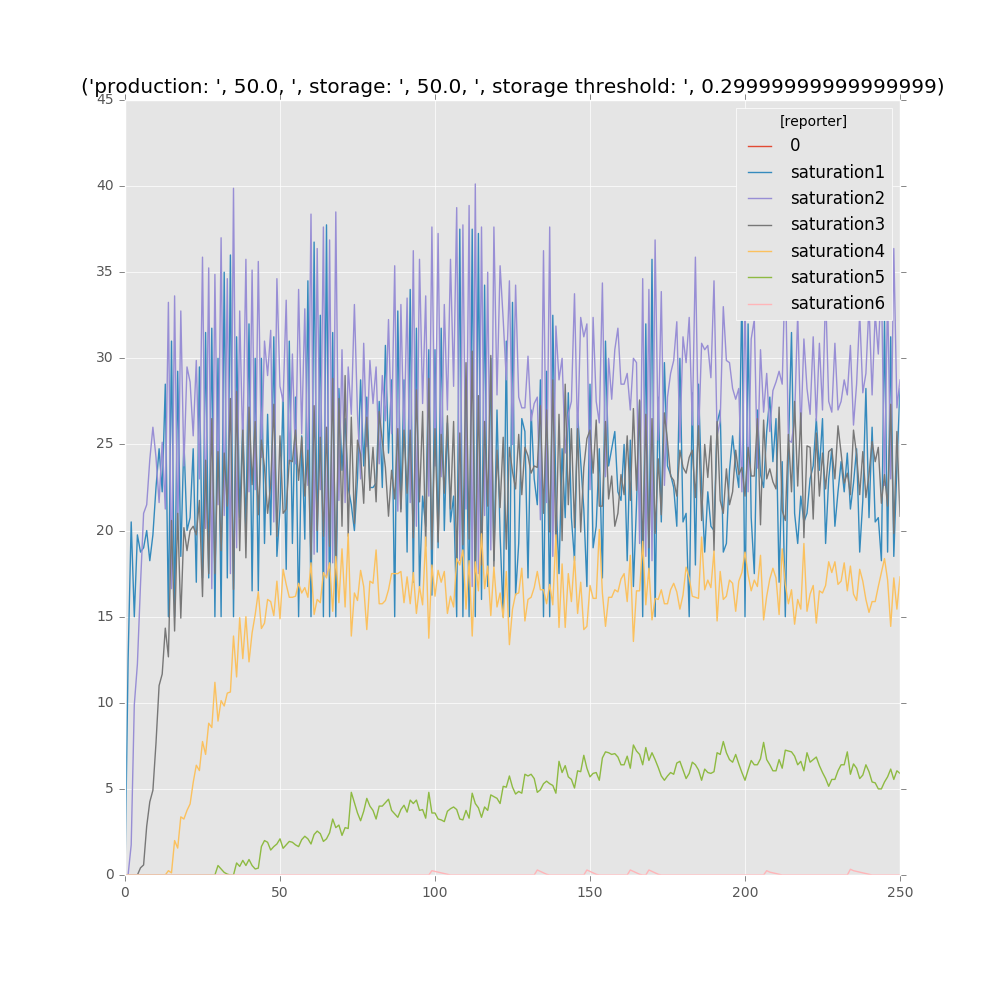 ('production: ', 50.0, ', storage: ', 50.0, ', storage threshold: ', 0.29999999999999999)
45
40
35
30
25
20
15
10
5
0
[reporter]
0
saturation1
saturation2
saturation3
saturation4
saturation5
saturation6
0 50 100 150 200 250